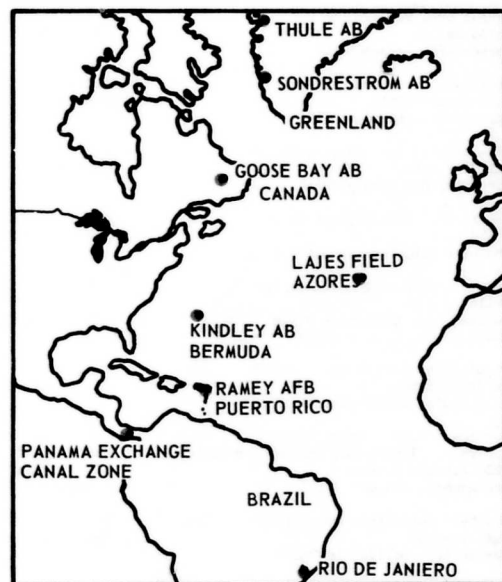 THULE AB
SONDRESTROM AB
GREENLAND
GOOSE BAY AB
CANADA
LAJES FIELD
AZORES
KINDLEY AB
BERMUDA
RAMEY AFB
PUERTO RICO
PANAMA EXCHANGE
CANAL ZONE
BRAZIL
RIO DE JANIERO